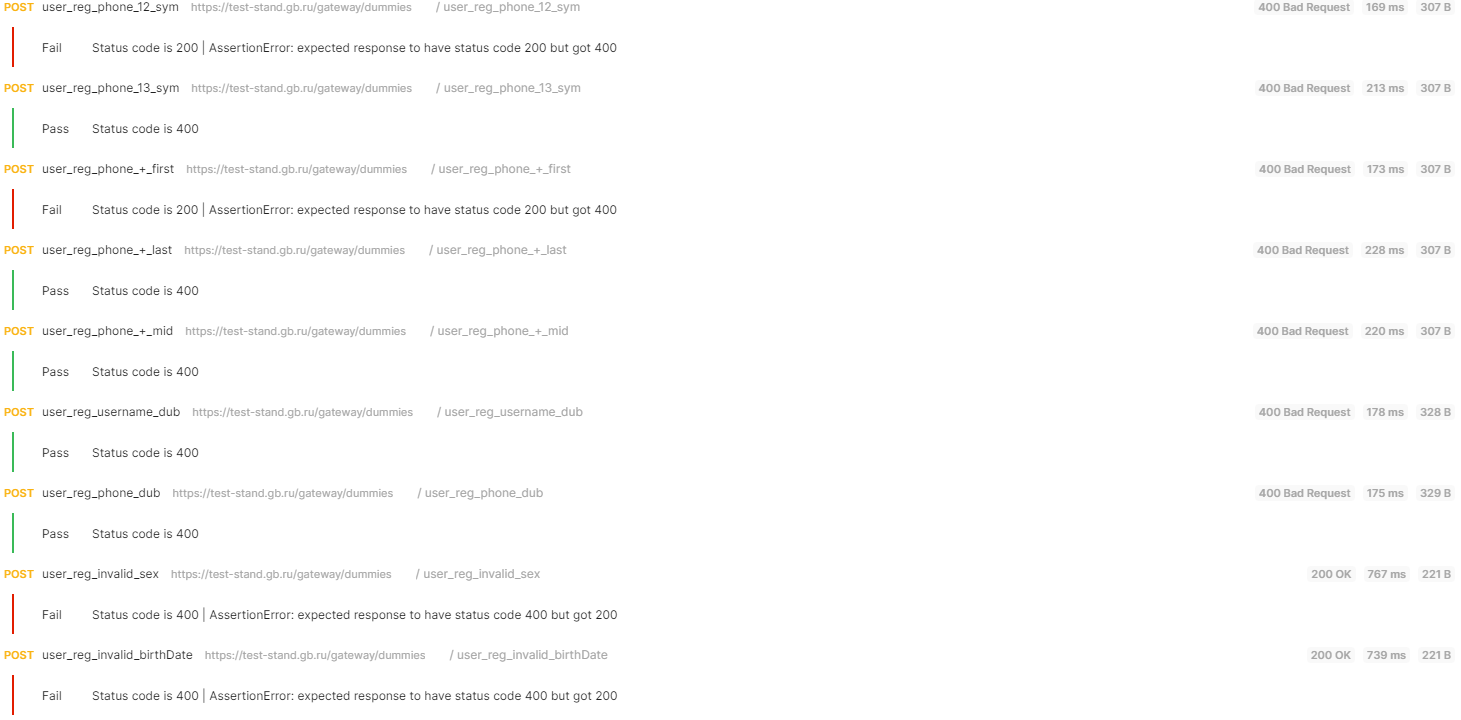 POST user_reg_phone_12_sym https://test-stand.gb.ru/gateway/dummies / user_reg_phone_12_sym 400 Bad Request 169 ms 307 B
Fail Status code is 200 | AssertionError: expected response to have status code 200 but got 400
POST user_reg_phone_13_sym https://test-stand.gb.ru/gateway/dummies / user_reg_phone_13_sym 400 Bad Request 213 ms 307 B
Pass Status code is 400
POST user_reg_phone_+_first https://test-stand.gb.ru/gateway/dummies / user_reg_phone_+_first 400 Bad Request 173 ms 307 B
Fail Status code is 200 | AssertionError: expected response to have status code 200 but got 400
POST user_reg_phone_+_last https://test-stand.gb.ru/gateway/dummies / user_reg_phone_+_last 400 Bad Request 228 ms 307 B
Pass Status code is 400
POST user_reg_phone_+_mid https://test-stand.gb.ru/gateway/dummies / user_reg_phone_+_mid 400 Bad Request 220 ms 307 B
Pass Status code is 400
POST user_reg_username_dub https://test-stand.gb.ru/gateway/dummies / user_reg_username_dub 400 Bad Request 178 ms 328 B
Pass Status code is 400
POST user_reg_phone_dub https://test-stand.gb.ru/gateway/dummies / user_reg_phone_dub 400 Bad Request 175 ms 329 B
Pass Status code is 400
POST user_reg_invalid_sex https://test-stand.gb.ru/gateway/dummies / user_reg_invalid_sex 200 OK 767 ms 221 B
Fail Status code is 400 | AssertionError: expected response to have status code 400 but got 200
POST user_reg_invalid_birthDate https://test-stand.gb.ru/gateway/dummies / user_reg_invalid_birthDate 200 OK 739 ms 221 B
Fail Status code is 400 | AssertionError: expected response to have status code 400 but got 200